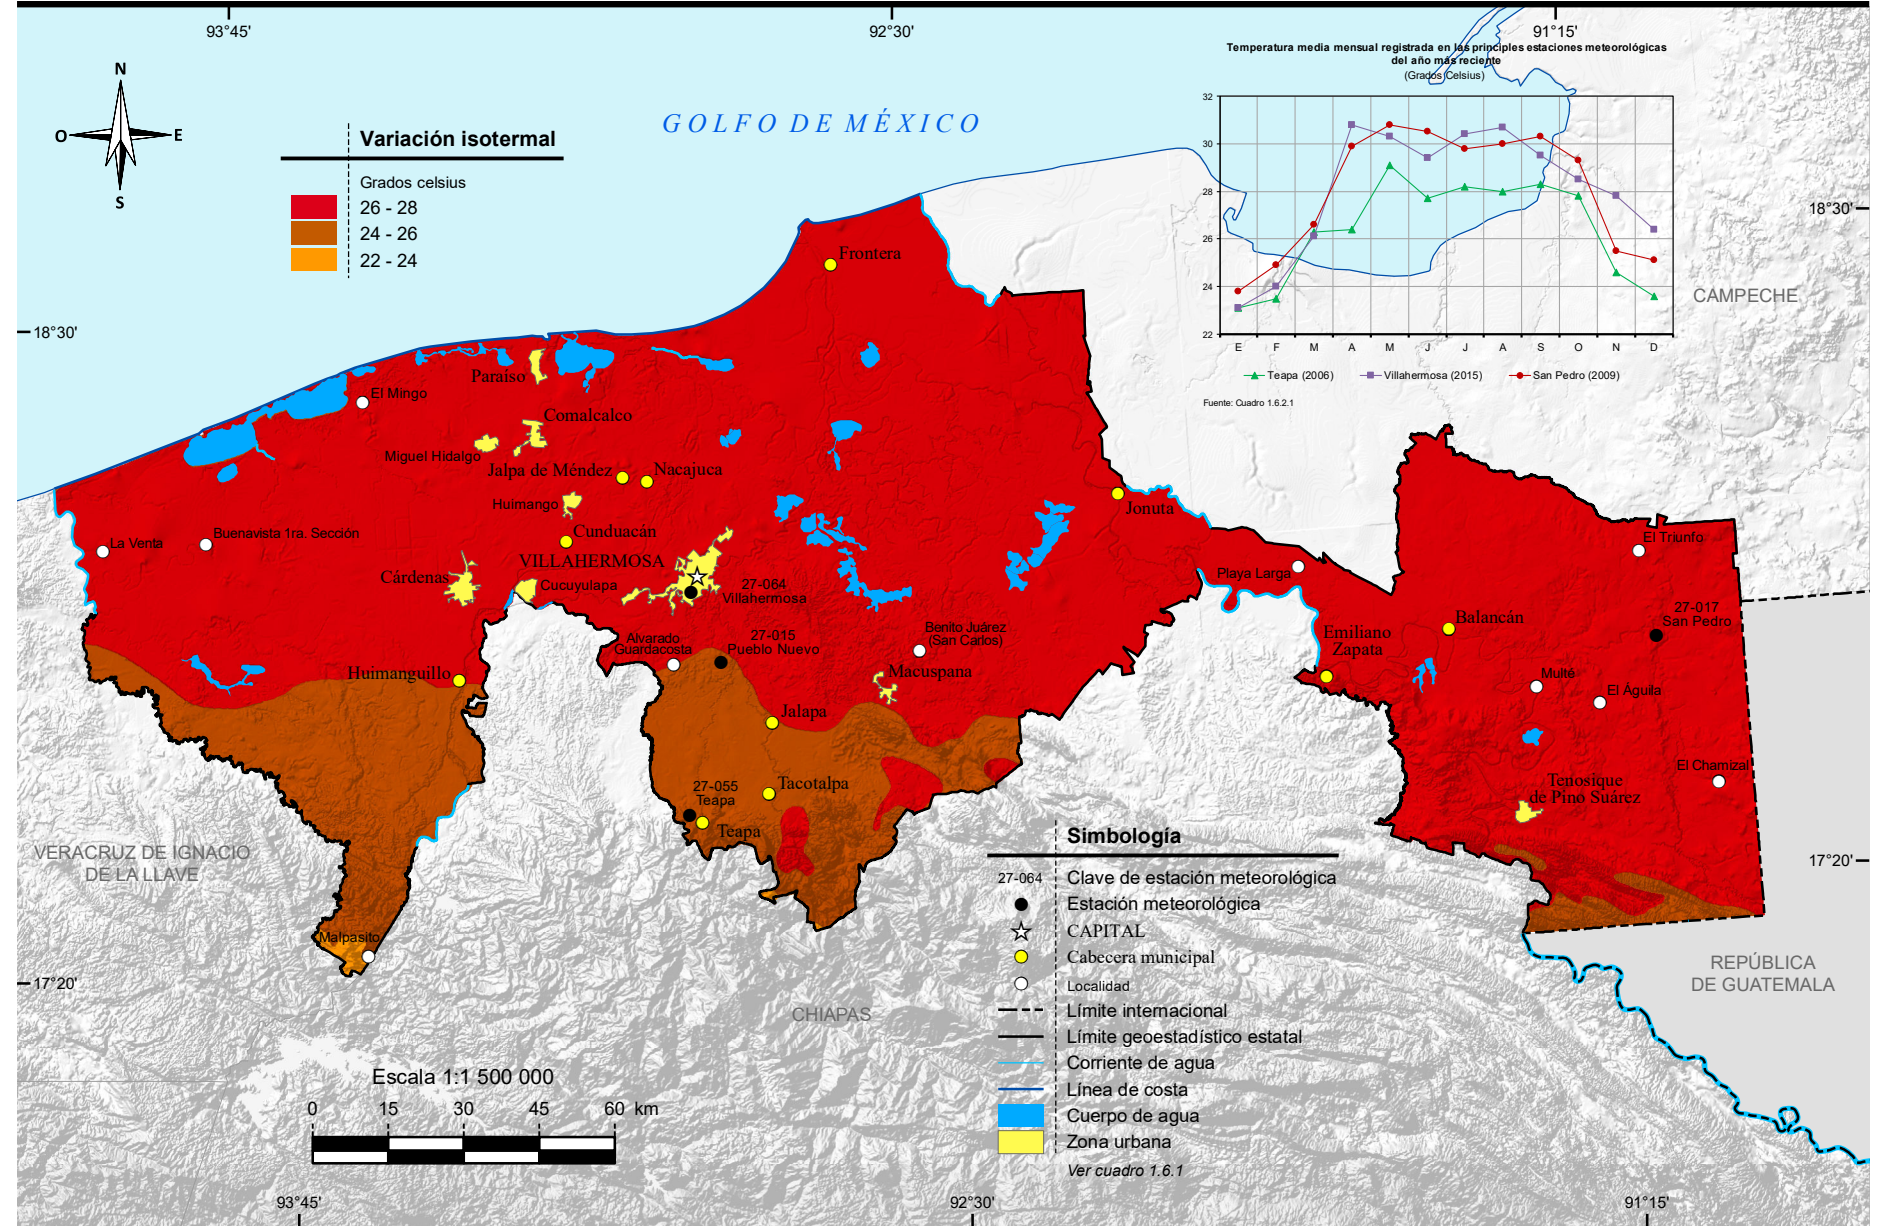 93°45'
92°30'
91°15'
Temperatura media mensual registrada en las principles estaciones meteorológicas
del año más reciente
(Grados Celsius)
32
30
28
26
24
22
E F M A M J J A S O N D
Teapa (2006) Villahermosa (2015) San Pedro (2009)
Fuente: Cuadro 1.6.2.1
N
O E
S
GOLFO DE MÉXICO
Variación isotermal
Grados celsius
26 - 28
24 - 26
22 - 24
18°30'
18°30'
CAMPECHE
Frontera
Paraíso
El Mingo
Comalcalco
Miguel Hidalgo
Jalpa de Méndez
Nacajuca
Huimango
Cunduacán
Jonuta
La Venta
Buenavista 1ra. Sección
El Triunfo
VILLAHERMOSA
Cárdenas
Cucuyulapa
27-064
Villahermosa
Playa Larga
27-017
San Pedro
Balancán
Alvarado
Guardacosta
27-015
Pueblo Nuevo
Benito Juárez
(San Carlos)
Emiliano
Zapata
Huimanguillo
Macuspana
Multé
El Águila
Jalapa
El Chamizal
27-055
Teapa
Tacotalpa
Tenosique
de Pino Suárez
Teapa
VERACRUZ DE IGNACIO
DE LA LLAVE
17°20'
Malpasito
17°20'
CHIAPAS
REPÚBLICA
DE GUATEMALA
Simbología
27-064 Clave de estación meteorológica
Estación meteorológica
CAPITAL
Cabecera municipal
Localidad
Límite internacional
Límite geoestadístico estatal
Corriente de agua
Línea de costa
Cuerpo de agua
Zona urbana
Ver cuadro 1.6.1
Escala 1:1 500 000
0 15 30 45 60 km
93°45'
92°30'
91°15'